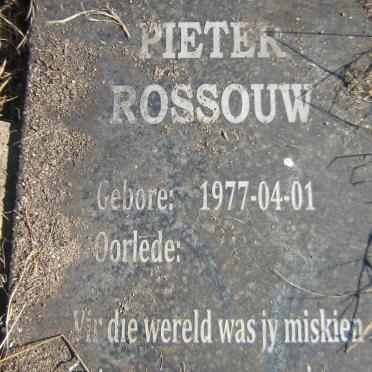 PIETER
ROSSOUW
Gebore: 1977-04-01
Oorlede:
Vir die wereld was jy miskien